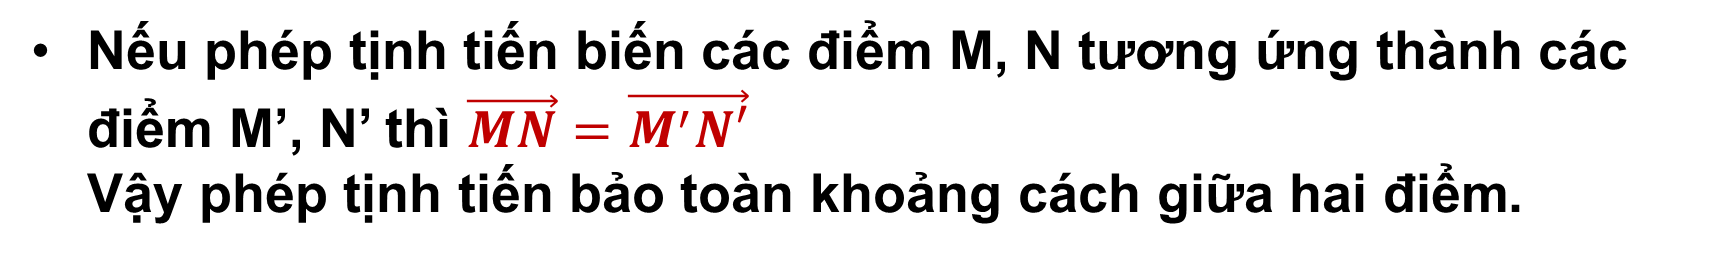 • Nếu phép tịnh tiến biến các điểm M, N tương ứng thành các
điểm M’, N’ thì $\overrightarrow{MN} = \overrightarrow{M'N'}$
Vậy phép tịnh tiến bảo toàn khoảng cách giữa hai điểm.